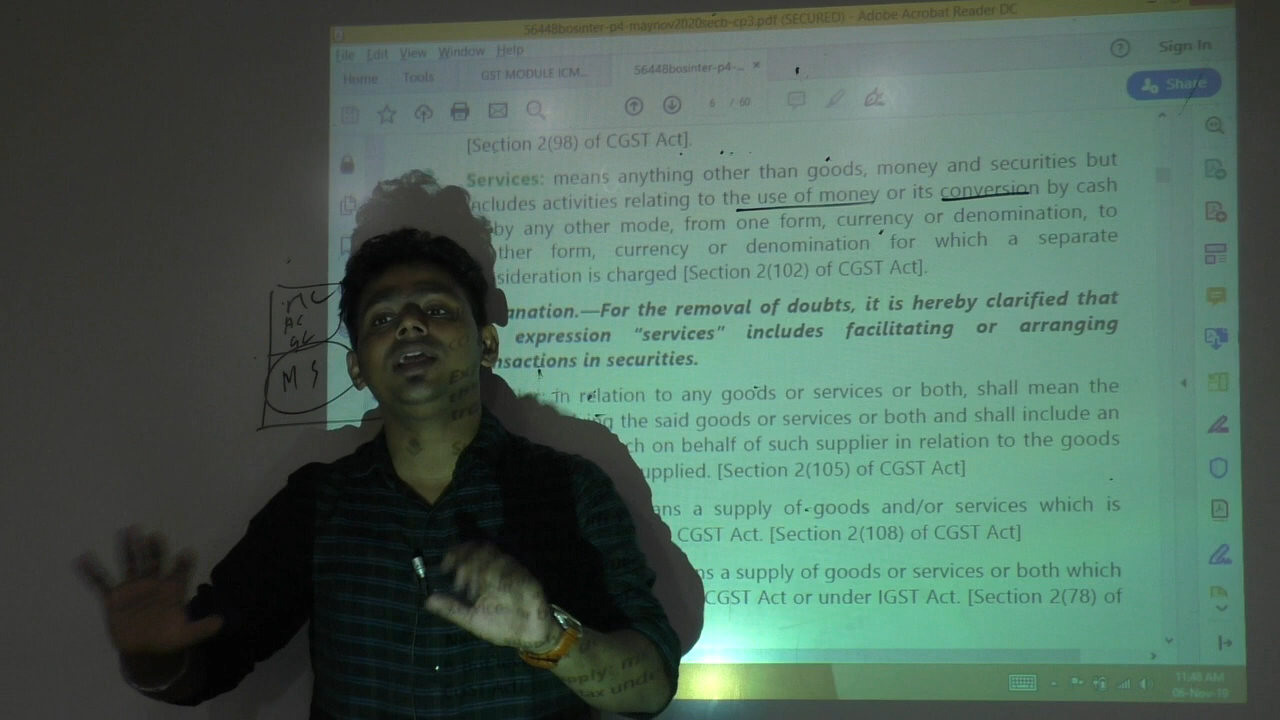 56448bosinter-p4-maynov2020secb-cp3.pdf (SECURED) - Adobe Acrobat Reader DC
File Edit View Window Help
Home Tools GST MODULE ICM... 56448bosinter-p4-... × Sign In
6 / 60 Share
[Section 2(98) of CGST Act].
Services: means anything other than goods, money and securities but
includes activities relating to the use of money or its conversion by cash
by any other mode, from one form, currency or denomination, to
ther form, currency or denomination for which a separate
sideration is charged [Section 2(102) of CGST Act].
anation.—For the removal of doubts, it is hereby clarified that
expression “services” includes facilitating or arranging
nsactions in securities.
in relation to any goods or services or both, shall mean the
ing the said goods or services or both and shall include an
ch on behalf of such supplier in relation to the goods
upplied. [Section 2(105) of CGST Act]
ans a supply of goods and/or services which is
CGST Act. [Section 2(108) of CGST Act]
ns a supply of goods or services or both which
CGST Act or under IGST Act. [Section 2(78) of
AC
M S
11:48 AM
06-Nov-19